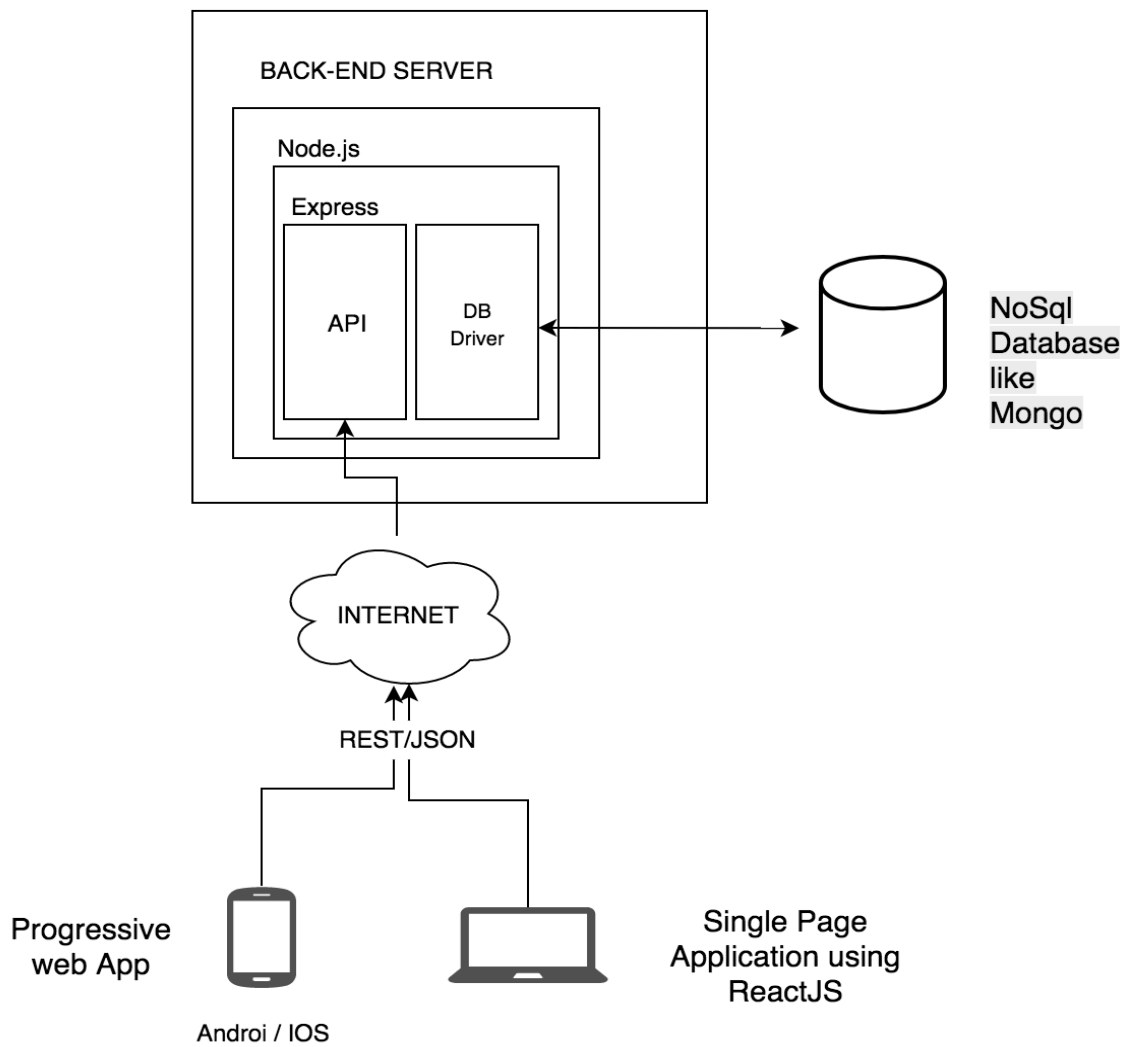 BACK-END SERVER
Node.js
Express
API
DB
Driver
NoSql
Database
like
Mongo
INTERNET
REST/JSON
Progressive
web App
Single Page
Application using
ReactJS
Androi / IOS